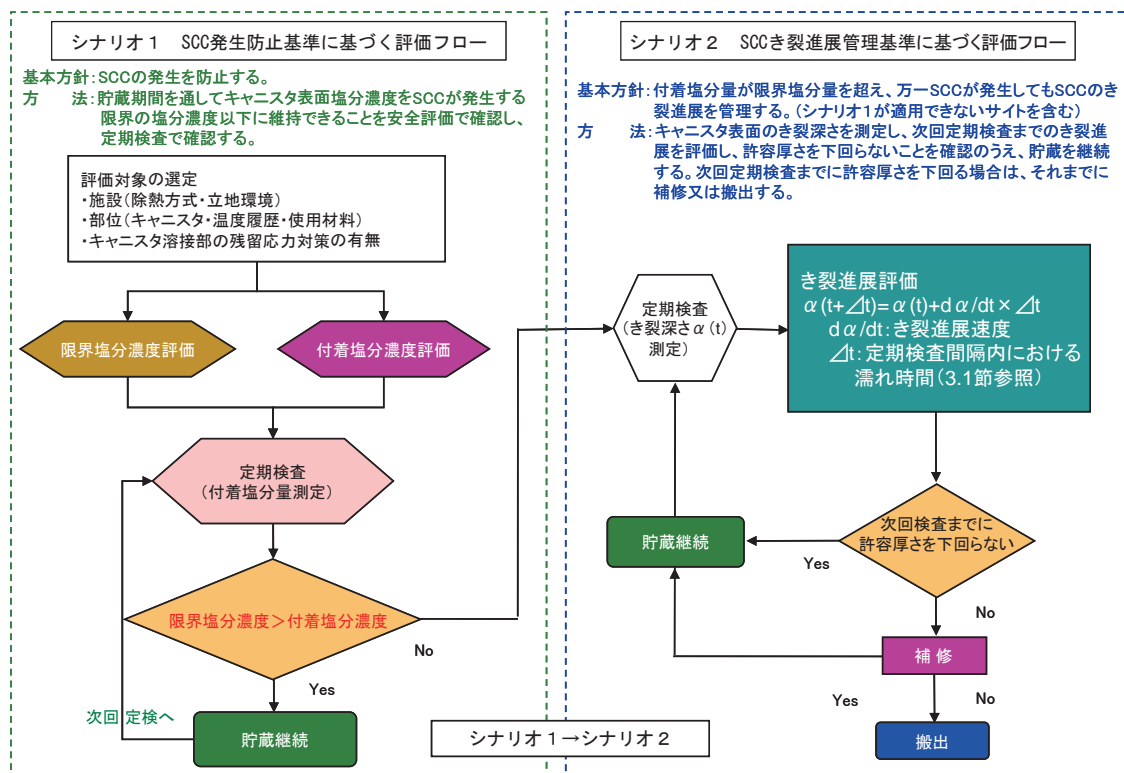 シナリオ1 SCC発生防止基準に基づく評価フロー
基本方針：SCCの発生を防止する。
方　　法：貯蔵期間を通してキャニスタ表面塩分濃度をSCCが発生する
限界の塩分濃度以下に維持できることを安全評価で確認し、
定期検査で確認する。
評価対象の選定
・施設（除熱方式・立地環境）
・部位（キャニスタ・温度履歴・使用材料）
・キャニスタ溶接部の残留応力対策の有無
限界塩分濃度評価
付着塩分濃度評価
定期検査
（付着塩分量測定）
限界塩分濃度＞付着塩分濃度
No
Yes
次回 定検へ
貯蔵継続
シナリオ1→シナリオ2
シナリオ2 SCCき裂進展管理基準に基づく評価フロー
基本方針：付着塩分量が限界塩分量を超え、万一SCCが発生してもSCCのき
裂進展を管理する。（シナリオ1が適用できないサイトを含む）
方　　法：キャニスタ表面のき裂深さを測定し、次回定期検査までのき裂進
展を評価し、許容厚さを下回らないことを確認のうえ、貯蔵を継続
する。次回定期検査までに許容厚さを下回る場合は、それまでに
補修又は搬出する。
定期検査
（き裂深さα（t）
測定）
き裂進展評価
α（t+⊿t）=α（t）+dα/dt×⊿t
dα/dt：き裂進展速度
⊿t：定期検査間隔内における
濡れ時間（3.1節参照）
次回検査までに
許容厚さを下回らない
Yes
貯蔵継続
No
補 修
Yes
No
搬出